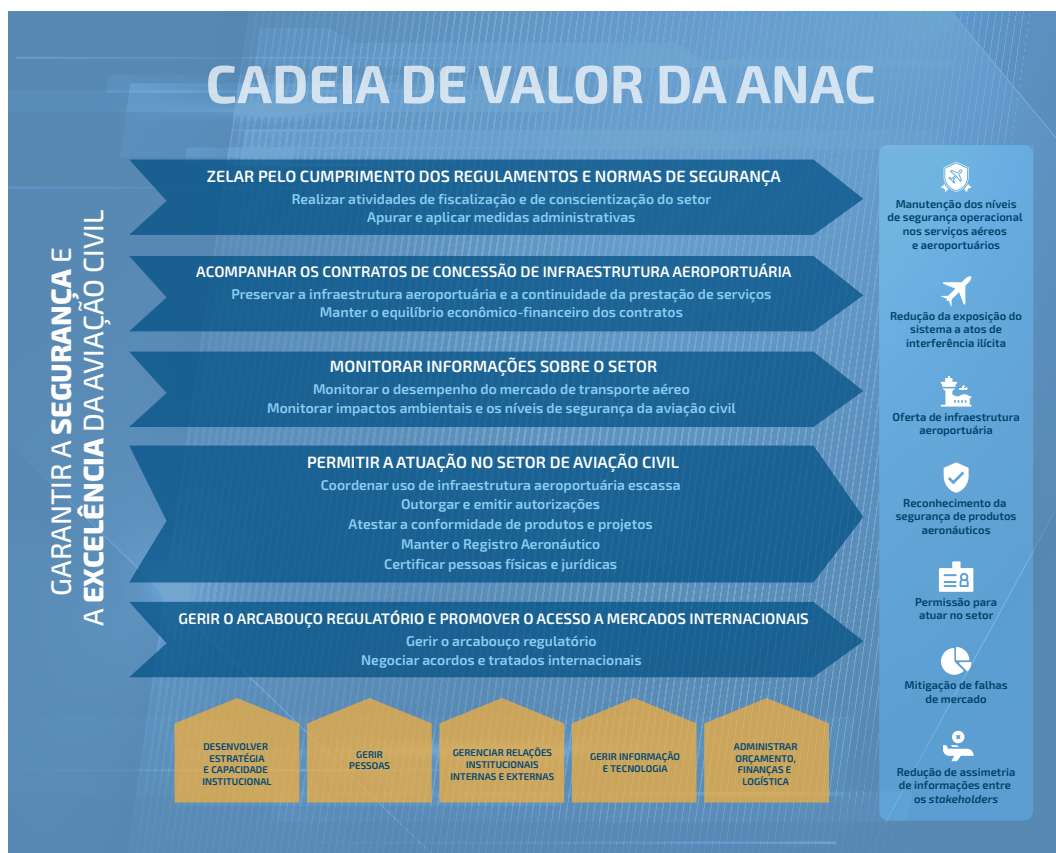 CADEIA DE VALOR DA ANAC
GARANTIR A SEGURANÇA E
A EXCELÊNCIA DA AVIAÇÃO CIVIL
ZELAR PELO CUMPRIMENTO DOS REGULAMENTOS E NORMAS DE SEGURANÇA
Realizar atividades de fiscalização e de conscientização do setor
Apurar e aplicar medidas administrativas
ACOMPANHAR OS CONTRATOS DE CONCESSÃO DE INFRAESTRUTURA AEROPORTUÁRIA
Preservar a infraestrutura aeroportuária e a continuidade da prestação de serviços
Manter o equilíbrio econômico-financeiro dos contratos
MONITORAR INFORMAÇÕES SOBRE O SETOR
Monitorar o desempenho do mercado de transporte aéreo
Monitorar impactos ambientais e os níveis de segurança da aviação civil
PERMITIR A ATUAÇÃO NO SETOR DE AVIAÇÃO CIVIL
Coordenar uso de infraestrutura aeroportuária escassa
Outorgar e emitir autorizações
Atestar a conformidade de produtos e projetos
Manter o Registro Aeronáutico
Certificar pessoas físicas e jurídicas
GERIR O ARCABOUÇO REGULATÓRIO E PROMOVER O ACESSO A MERCADOS INTERNACIONAIS
Gerir o arcabouço regulatório
Negociar acordos e tratados internacionais
DESENVOLVER
ESTRATÉGIA
E CAPACIDADE
INSTITUCIONAL
GERIR
PESSOAS
GERENCIAR RELAÇÕES
INSTITUCIONAIS
INTERNAS E EXTERNAS
GERIR INFORMAÇÃO
E TECNOLOGIA
ADMINISTRAR
ORÇAMENTO,
FINANÇAS E
LOGÍSTICA
Manutenção dos níveis
de segurança operacional
nos serviços aéreos
e aeroportuários
Redução da exposição do
sistema a atos de
interferência ilícita
Oferta de infraestrutura
aeroportuária
Reconhecimento da
segurança de produtos
aeronáuticos
Permissão para
atuar no setor
Mitigação de falhas
de mercado
Redução de assimetria
de informações entre
os stakeholders